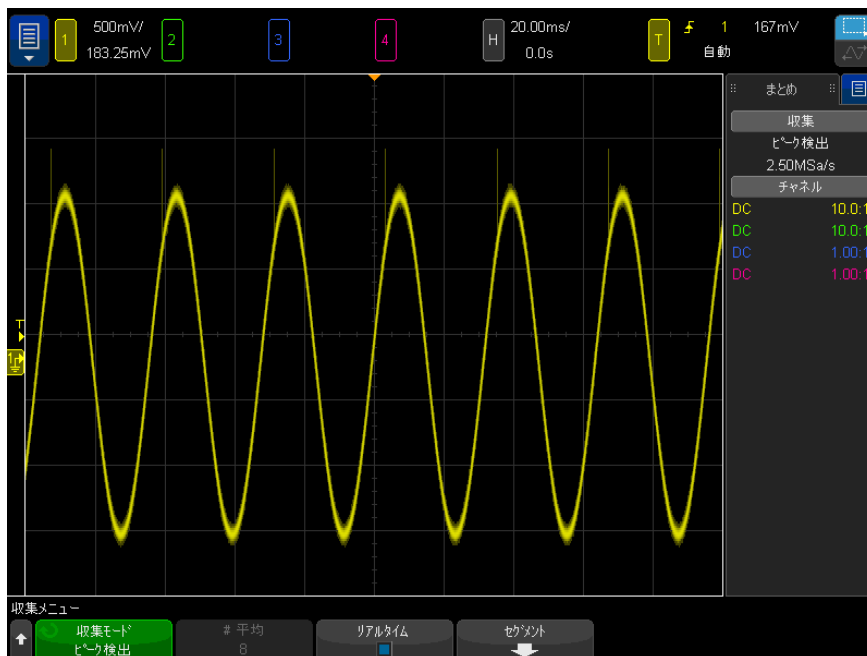 1 500mV/ 2 3 4 H 20.00ms/ T 1 167mV
183.25mV 0.0s 自動
まとめ
収集
ピーク検出
2.50MSa/s
チャネル
DC 10.0:1
DC 10.0:1
DC 1.00:1
DC 1.00:1
T
1
収集メニュー
収集モード # 平均 リアルタイム セグメント
ピーク検出 8